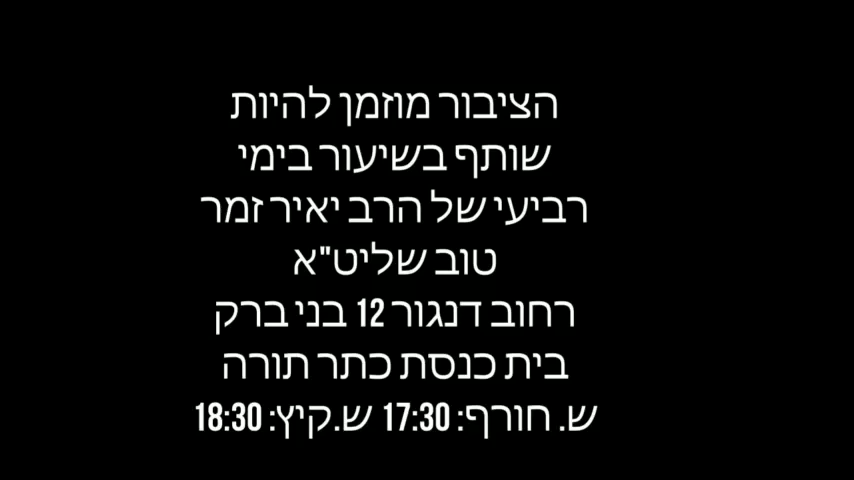 הציבור מוזמן להיות
שותף בשיעור בימי
רביעי של הרב יאיר זמר
טוב שליט"א
רחוב דנגור 12 בני ברק
בית כנסת כתר תורה
ש. חורף: 17:30 ש.קיץ: 18:30